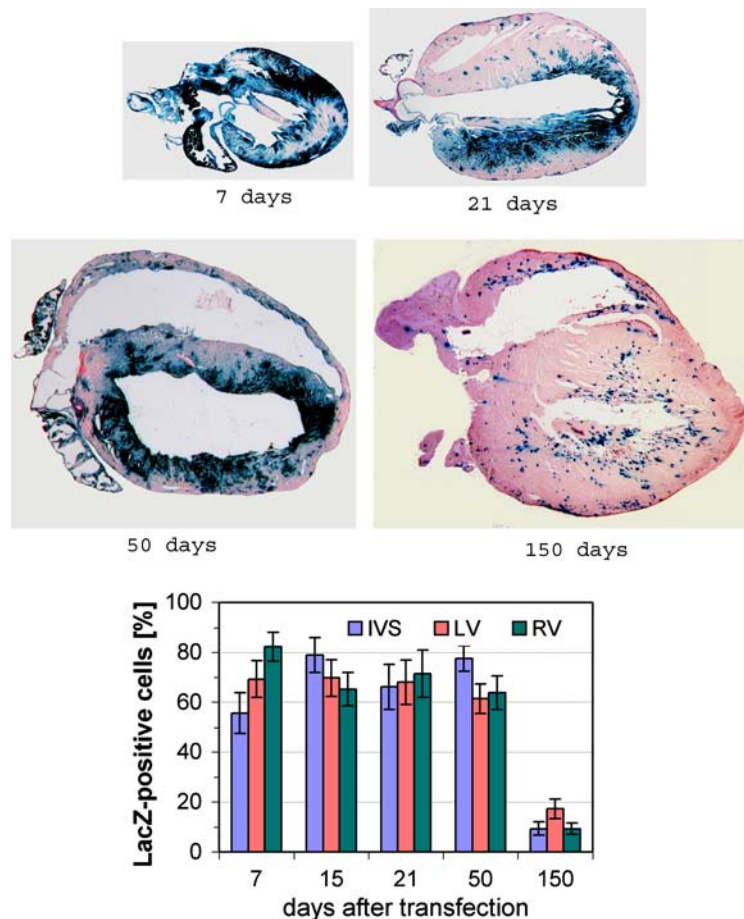 7 days
21 days
50 days
150 days
LacZ-positive cells [%]
100
80
60
40
20
0
IVS LV RV
7 15 21 50 150
days after transfection